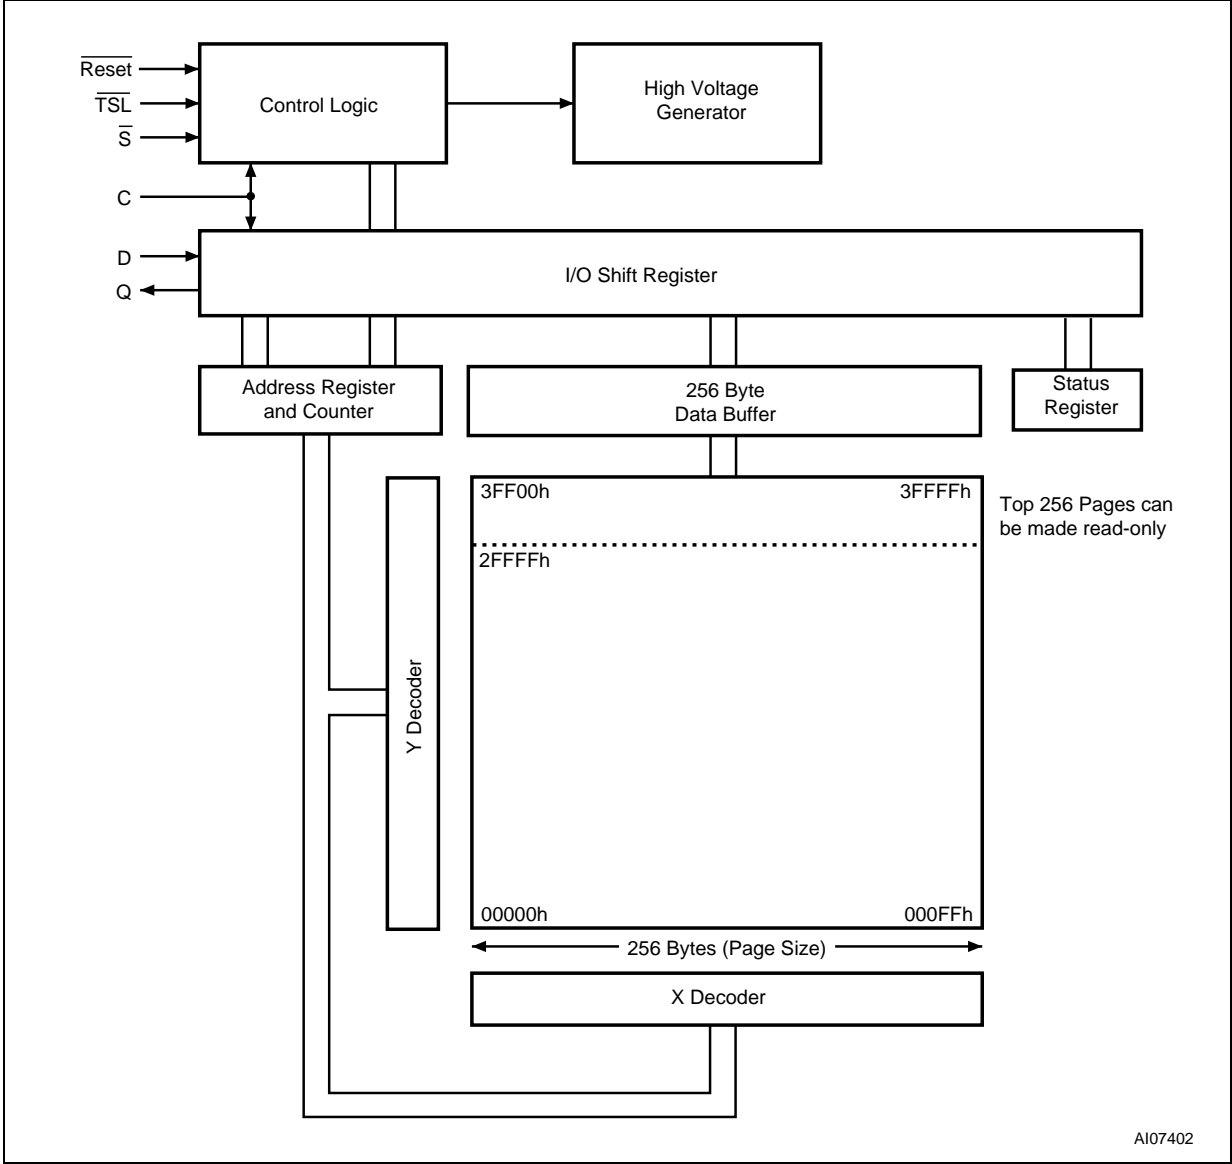 Reset
TSL
S
C
D
Q
Control Logic
High Voltage
Generator
I/O Shift Register
Address Register
and Counter
256 Byte
Data Buffer
Status
Register
3FF00h
3FFFFh
Top 256 Pages can
be made read-only
2FFFFh
Y Decoder
00000h
000FFh
256 Bytes (Page Size)
X Decoder
AI07402